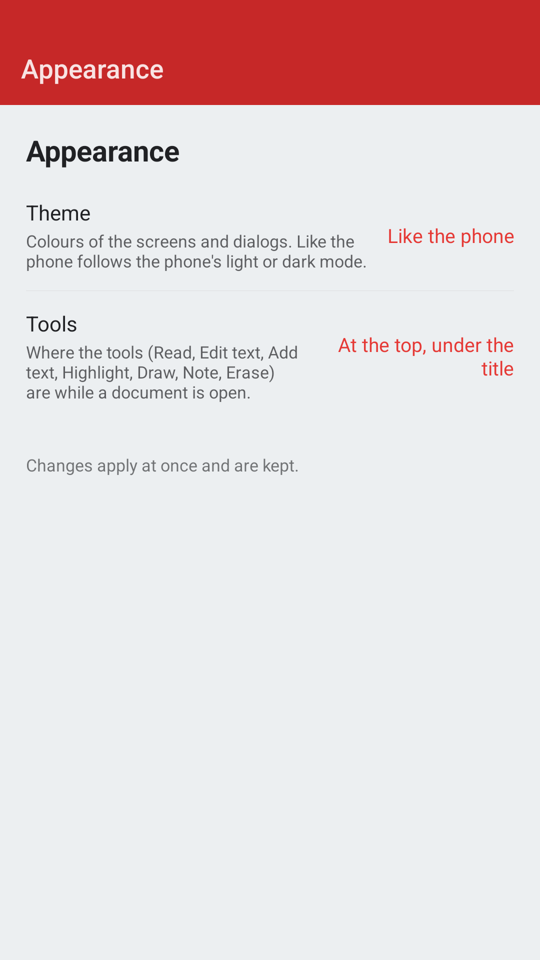 Appearance
Appearance
Theme
Colours of the screens and dialogs. Like the
phone follows the phone's light or dark mode.
Like the phone
Tools
Where the tools (Read, Edit text, Add
text, Highlight, Draw, Note, Erase)
are while a document is open.
At the top, under the
title
Changes apply at once and are kept.